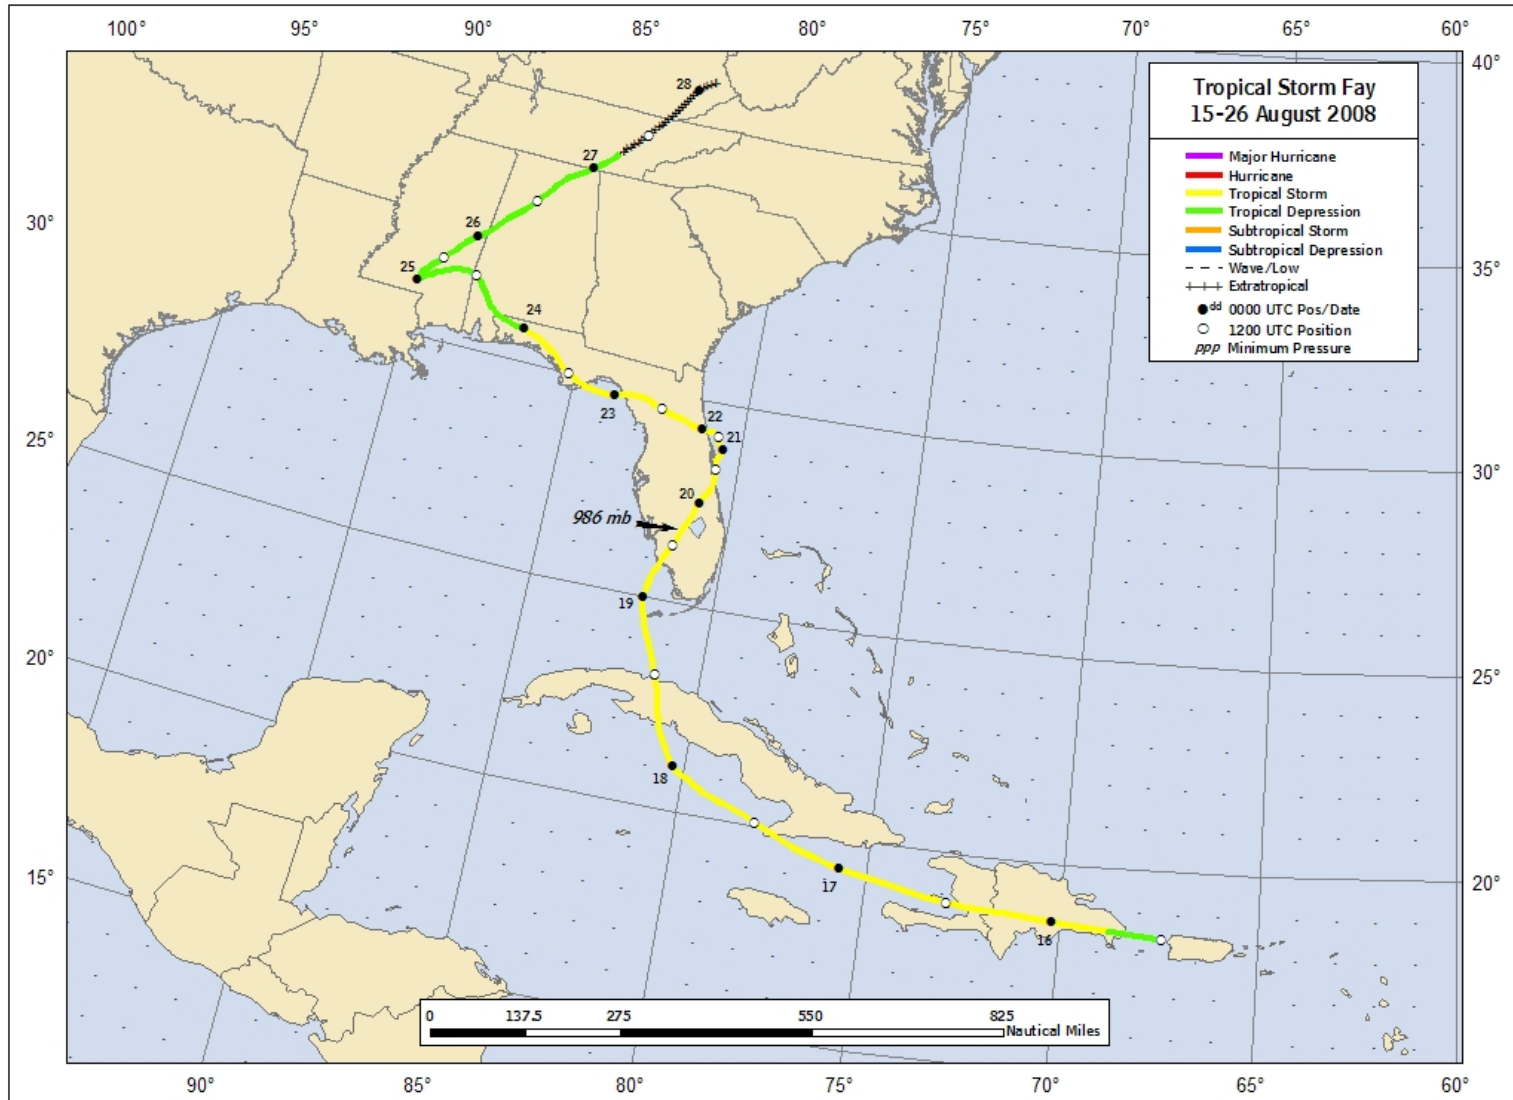 100° 95° 90° 85° 80° 75° 70° 65° 60°
40°
Tropical Storm Fay
15-26 August 2008
Major Hurricane
Hurricane
Tropical Storm
Tropical Depression
Subtropical Storm
Subtropical Depression
Wave/Low
Extratropical
dd 0000 UTC Pos/Date
1200 UTC Position
ppp Minimum Pressure
28
27
30°
26
25
35°
24
23
22
21
25°
30°
20
986 mb
19
20°
25°
18
17
15°
20°
16
0 137.5 275 550 825
Nautical Miles
90° 85° 80° 75° 70° 65° 60°